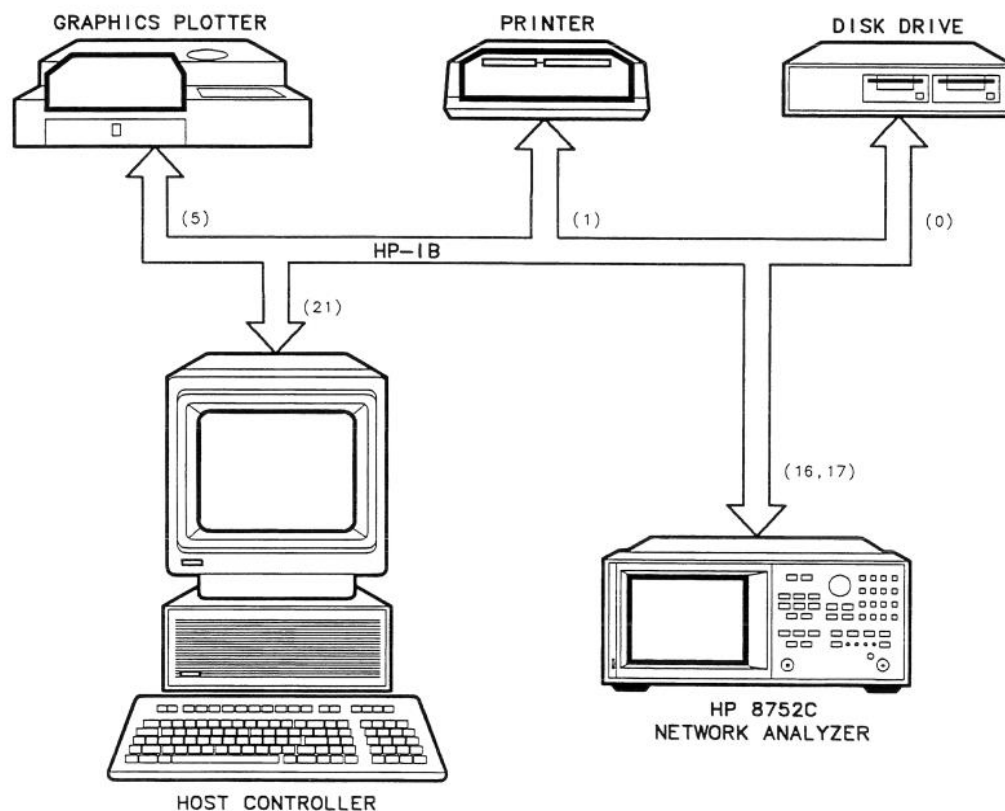 GRAPHICS PLOTTER
PRINTER
DISK DRIVE
(5)
(1)
(0)
HP-IB
(21)
(16,17)
HP 8752C
NETWORK ANALYZER
HOST CONTROLLER